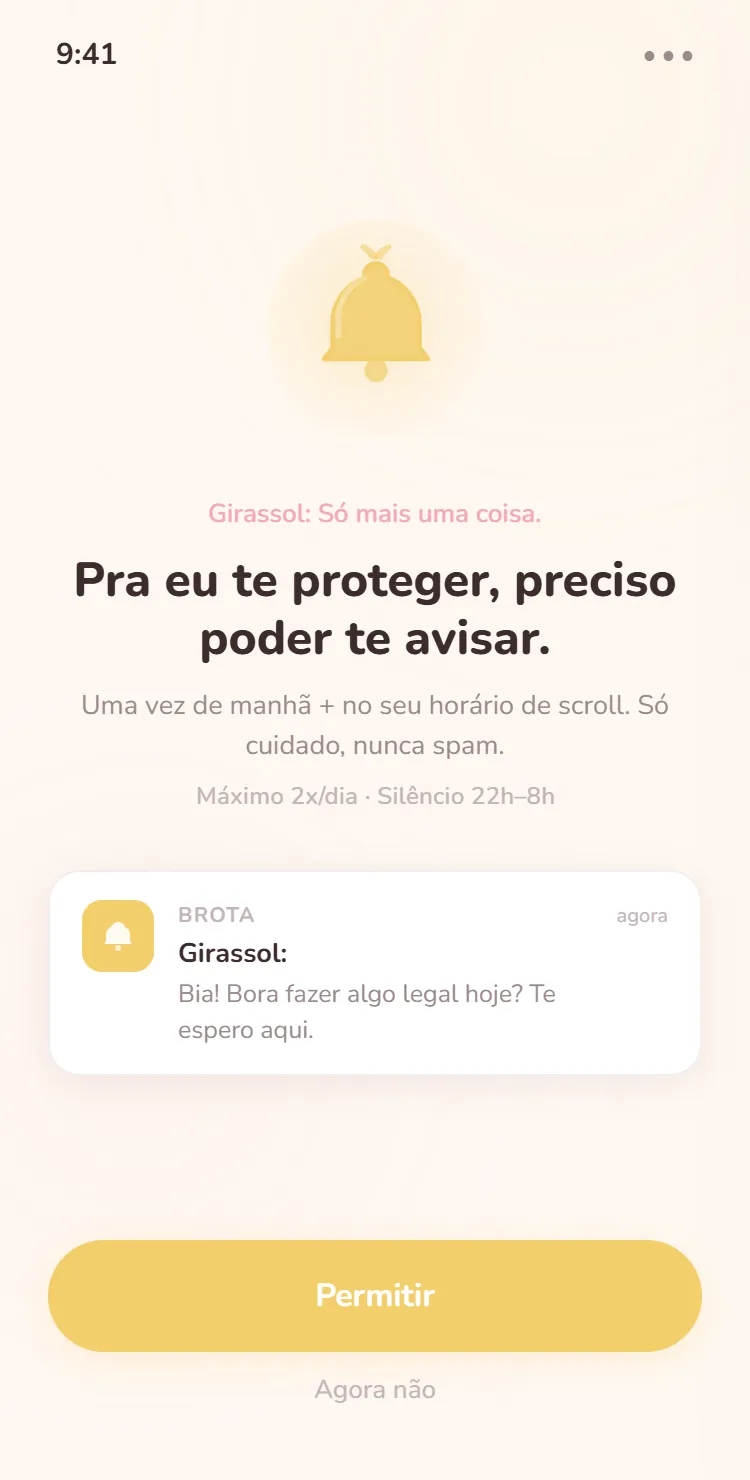 9:41
Girassol: Só mais uma coisa.
Pra eu te proteger, preciso
poder te avisar.
Uma vez de manhã + no seu horário de scroll. Só
cuidado, nunca spam.
Máximo 2x/dia · Silêncio 22h–8h
BROTA
agora
Girassol:
Bia! Bora fazer algo legal hoje? Te
espero aqui.
Permitir
Agora não